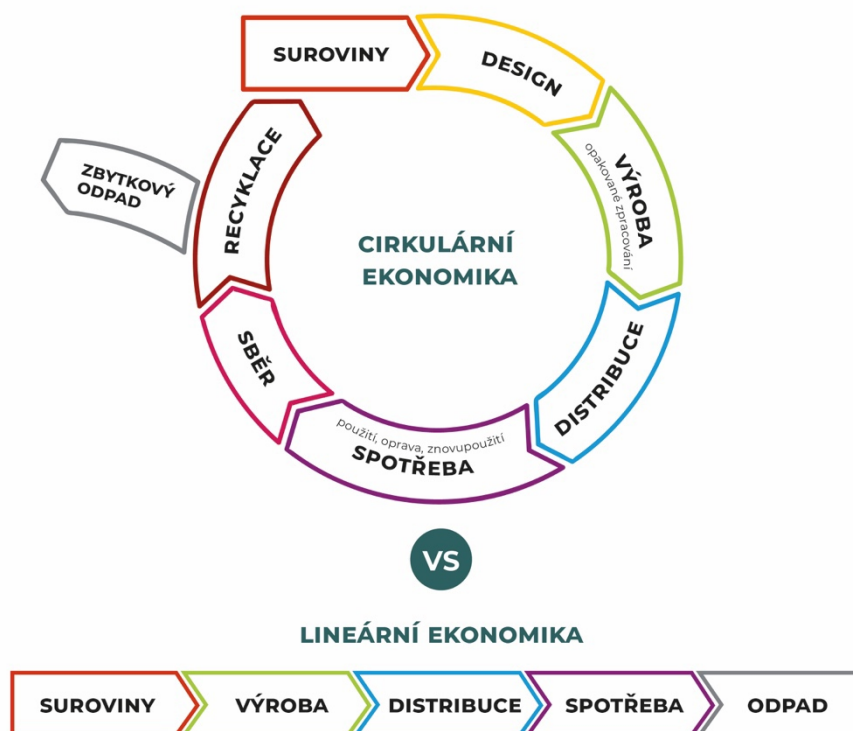 SUROVINY
DESIGN
VÝROBA
opakované zpracování
DISTRIBUCE
použití, oprava, znovupoužití
SPOTŘEBA
SBĚR
RECYKLACE
ZBYTKOVÝ
ODPAD
CIRKULÁRNÍ
EKONOMIKA
VS
LINEÁRNÍ EKONOMIKA
SUROVINY
VÝROBA
DISTRIBUCE
SPOTŘEBA
ODPAD